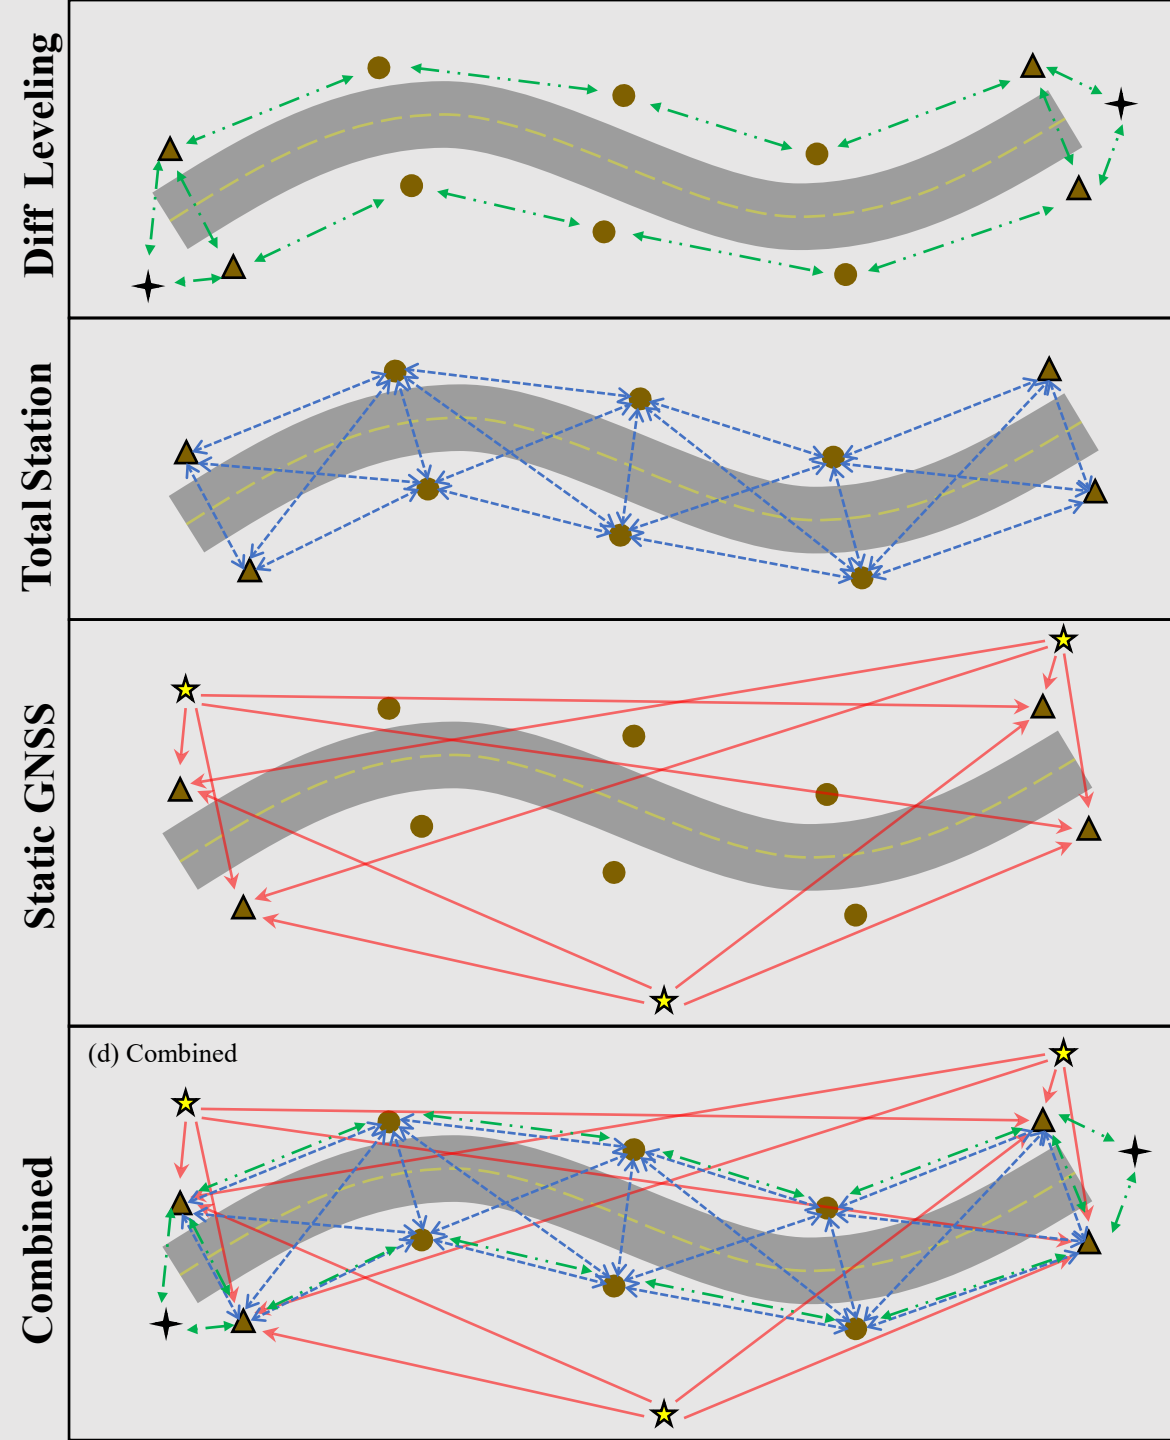 Diff Leveling
Total Station
Static GNSS
(d) Combined
Combined